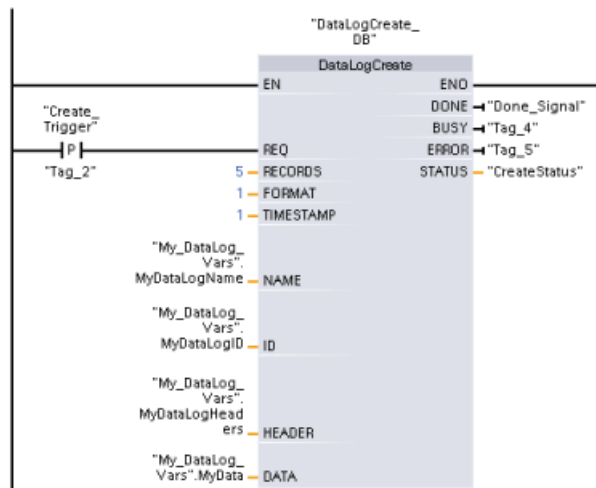 "DataLogCreate_
DB"
DataLogCreate
EN ENO
DONE "Done_Signal"
"Create_
Trigger"
BUSY "Tag_4"
P REQ ERROR "Tag_5"
"Tag_2" 5 RECORDS STATUS "CreateStatus"
1 FORMAT
1 TIMESTAMP
"My_DataLog_
Vars".
MyDataLogName NAME
"My_DataLog_
Vars".
MyDataLogID ID
"My_DataLog_
Vars".
MyDataLogHead
ers HEADER
"My_DataLog_
Vars".MyData DATA